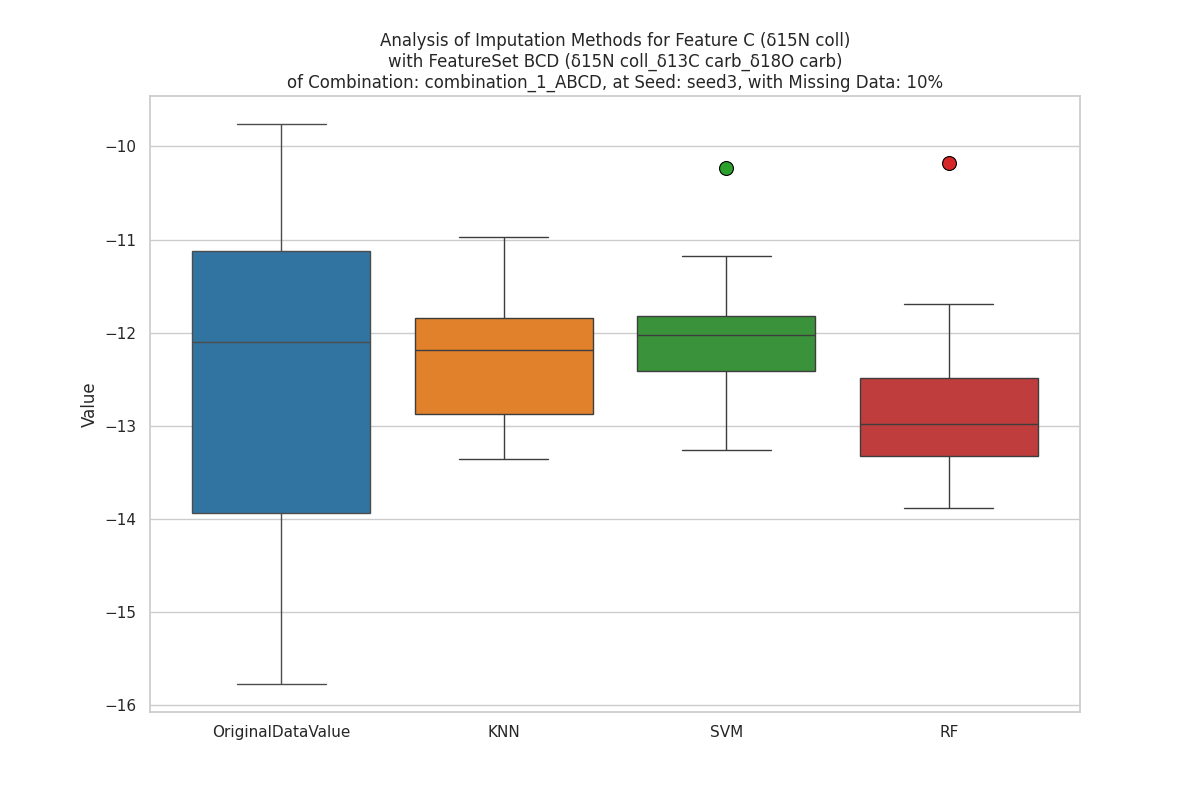 Analysis of Imputation Methods for Feature C (δ15N coll)
with FeatureSet BCD (δ15N coll_δ13C carb_δ18O carb)
of Combination: combination_1_ABCD, at Seed: seed3, with Missing Data: 10%
Value
−10
−11
−12
−13
−14
−15
−16
OriginalDataValue
KNN
SVM
RF